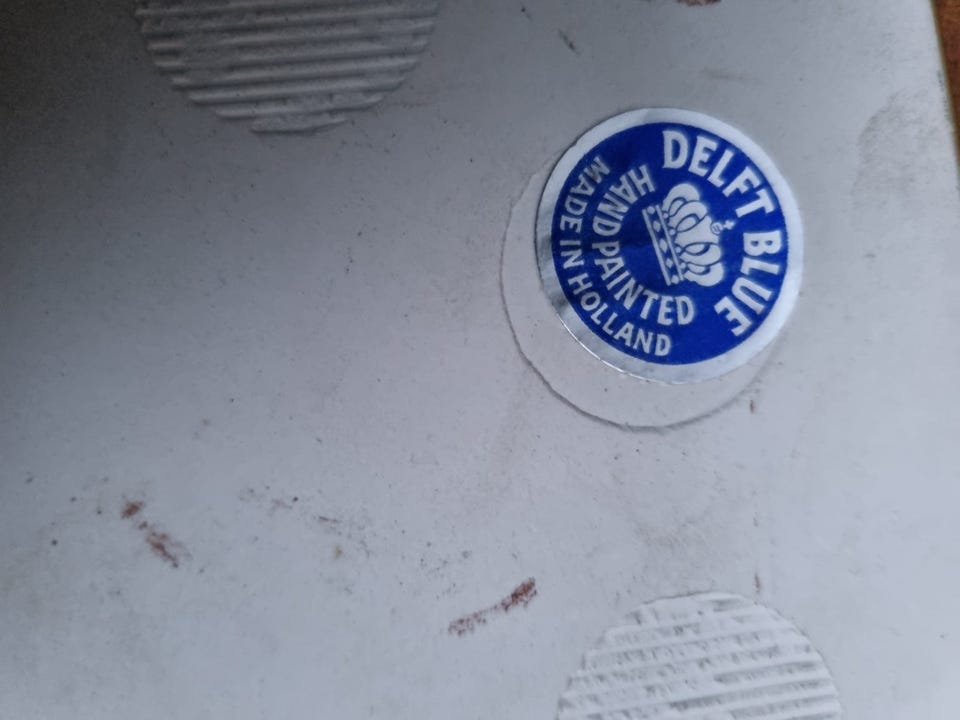 DELFT BLUE
HAND PAINTED
MADE IN HOLLAND